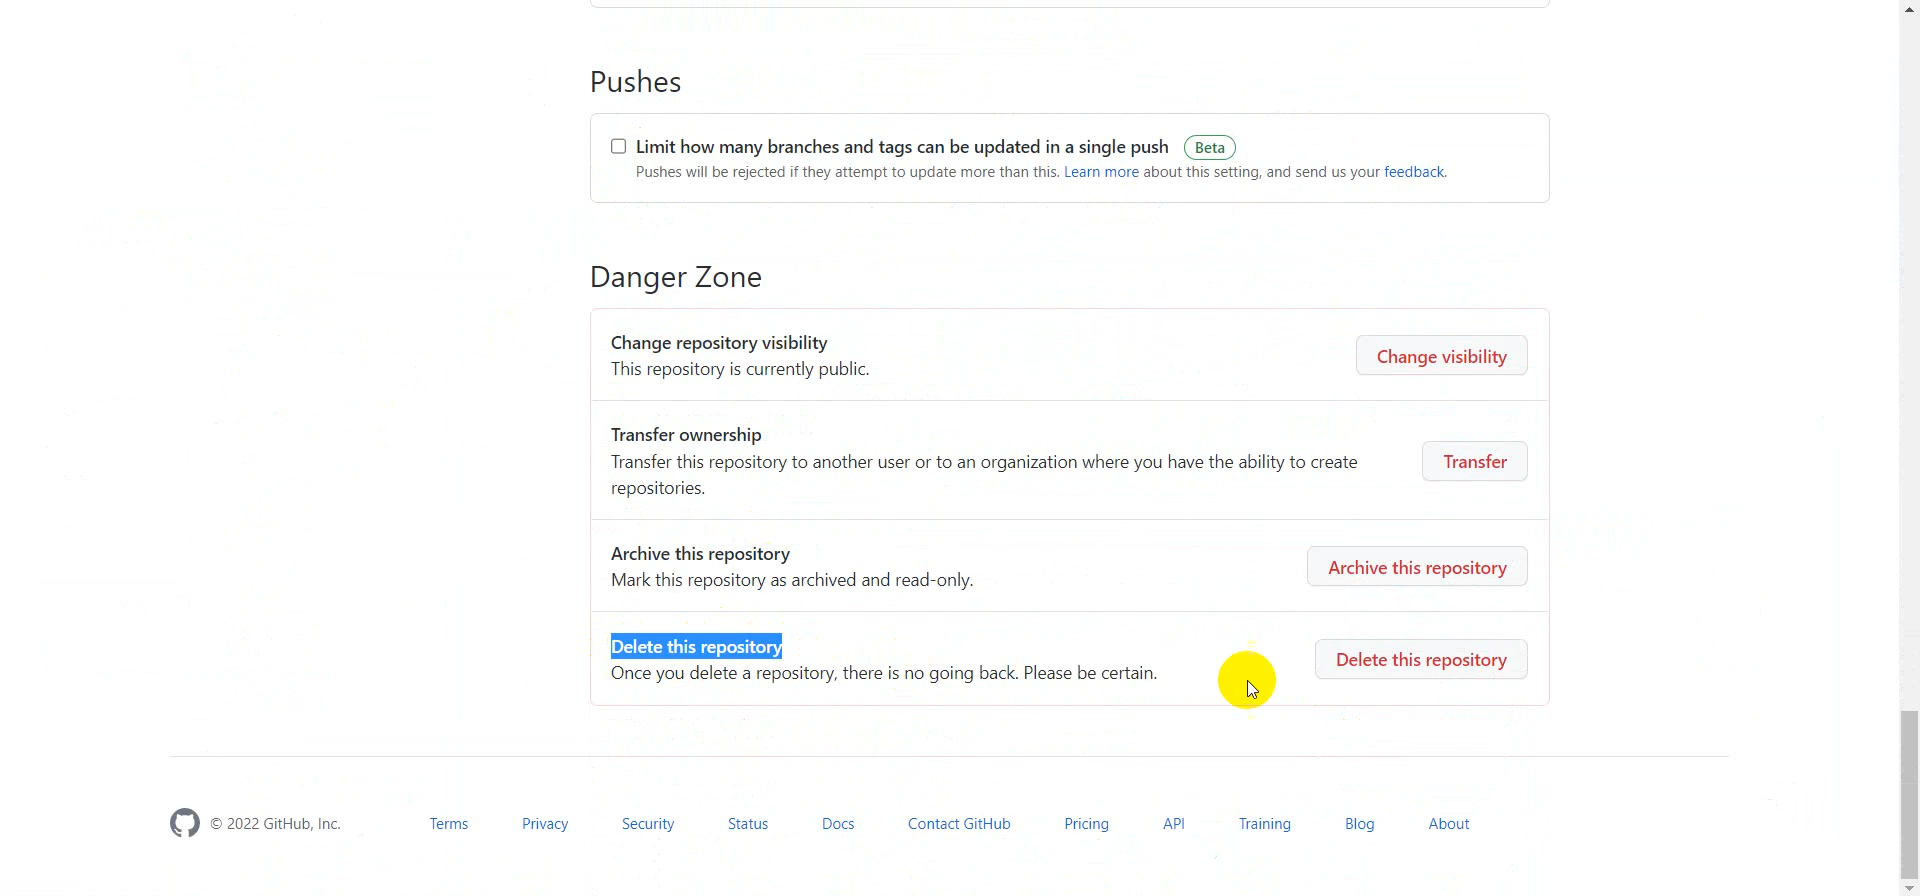 Pushes
Limit how many branches and tags can be updated in a single push Beta
Pushes will be rejected if they attempt to update more than this. Learn more about this setting, and send us your feedback.
Danger Zone
Change repository visibility
This repository is currently public.
Change visibility
Transfer ownership
Transfer this repository to another user or to an organization where you have the ability to create
repositories.
Transfer
Archive this repository
Mark this repository as archived and read-only.
Archive this repository
Delete this repository
Once you delete a repository, there is no going back. Please be certain.
Delete this repository
© 2022 GitHub, Inc. Terms Privacy Security Status Docs Contact GitHub Pricing API Training Blog About